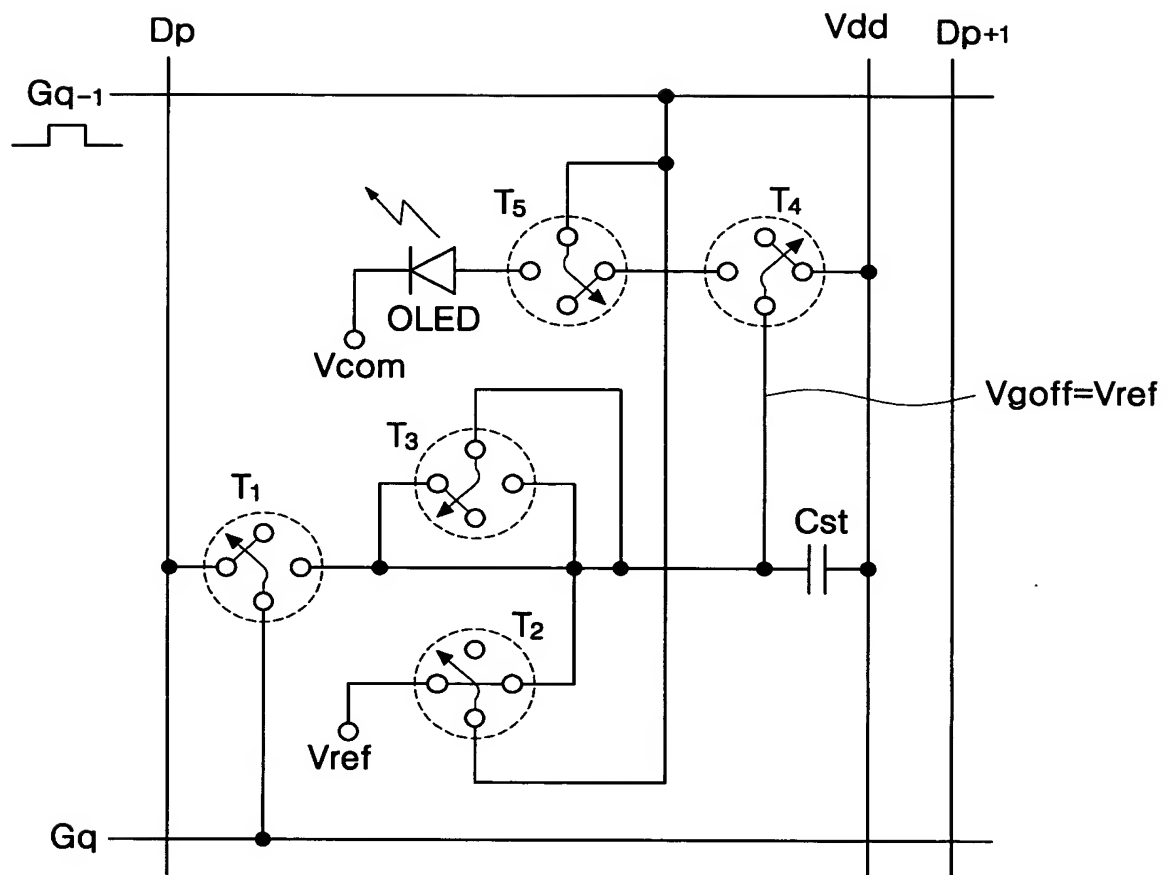 Dp
Vdd
Dp+1
Gq-1
T5
T4
OLED
Vcom
Vgoff=Vref
T3
T1
Cst
T2
Vref
Gq